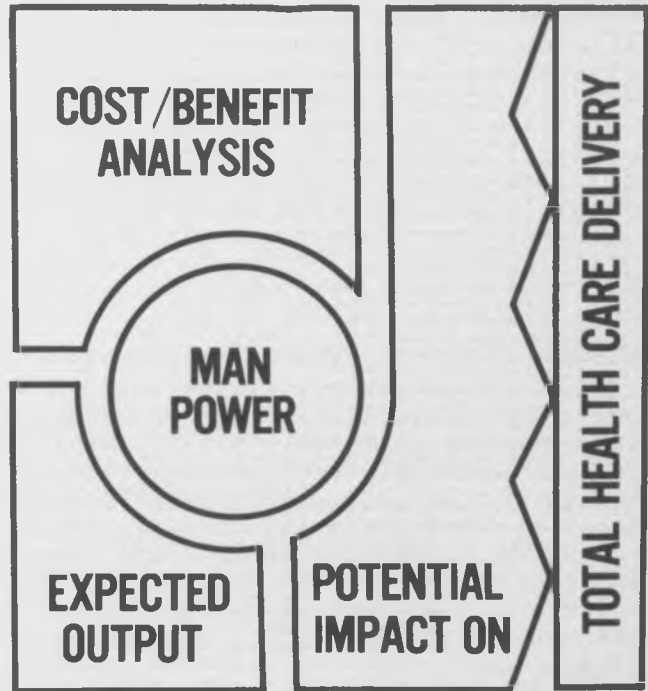 COST/BENEFIT
ANALYSIS
MAN
POWER
EXPECTED
OUTPUT
POTENTIAL
IMPACT ON
TOTAL HEALTH CARE DELIVERY